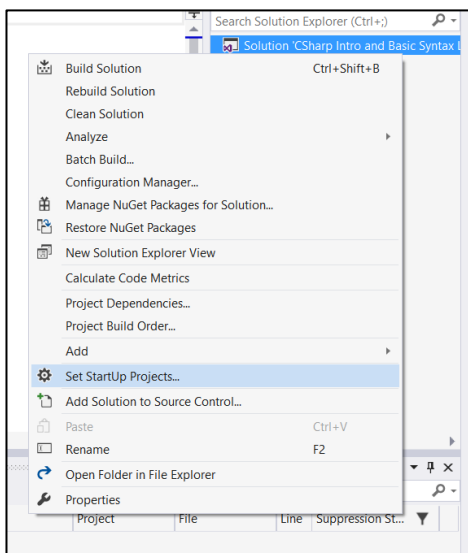 Search Solution Explorer (Ctrl+;)
Solution 'CSharp Intro and Basic Syntax
Build Solution Ctrl+Shift+B
Rebuild Solution
Clean Solution
Analyze
Batch Build...
Configuration Manager...
Manage NuGet Packages for Solution...
Restore NuGet Packages
New Solution Explorer View
Calculate Code Metrics
Project Dependencies...
Project Build Order...
Add
Set StartUp Projects...
Add Solution to Source Control...
Paste Ctrl+V
Rename F2
Open Folder in File Explorer
Properties
Project File Line Suppression St...